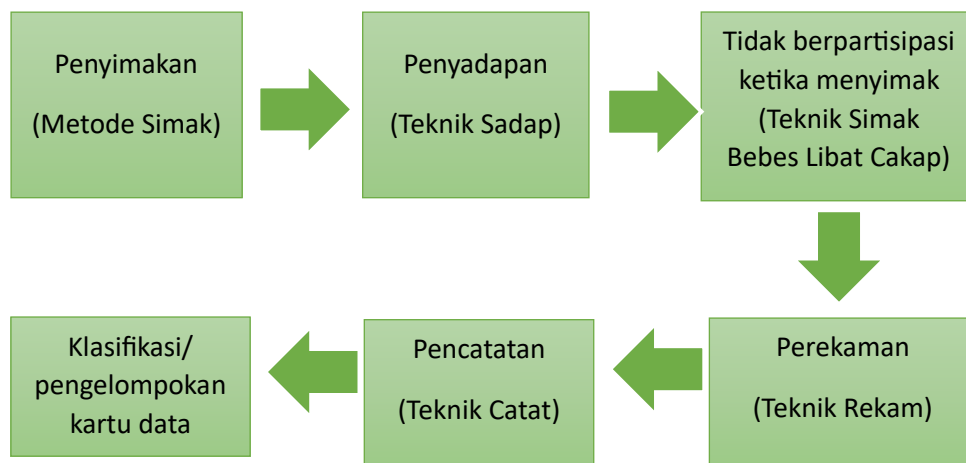 Penyimakan
(Metode Simak)
Penyadapan
(Teknik Sadap)
Tidak berpartisipasi
ketika menyimak
(Teknik Simak
Bebes Libat Cakap)
Perekaman
(Teknik Rekam)
Pencatatan
(Teknik Catat)
Klasifikasi/
pengelompokan
kartu data